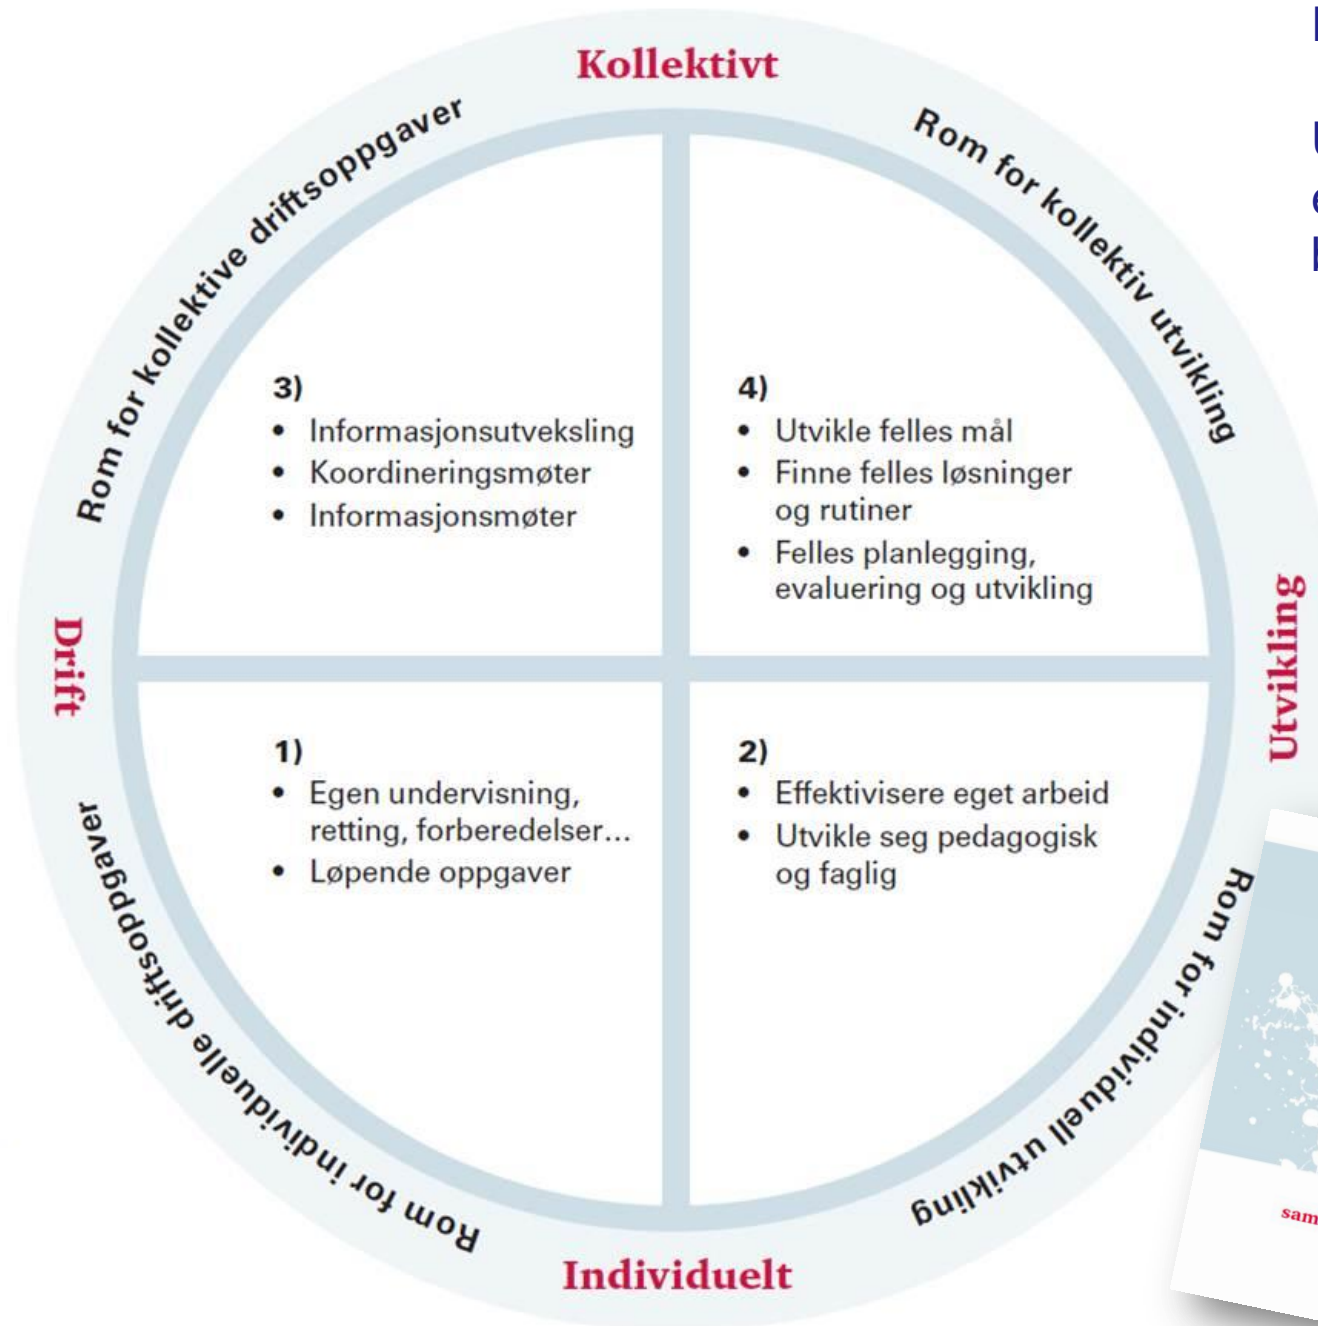 Kollektivt
Rom for kollektive driftsoppgaver
Rom for kollektiv utvikling
3)
• Informasjonsutveksling
• Koordineringsmøter
• Informasjonsmøter
4)
• Utvikle felles mål
• Finne felles løsninger
og rutiner
• Felles planlegging,
evaluering og utvikling
Drift
Utvikling
1)
• Egen undervisning,
retting, forberedelser...
• Løpende oppgaver
2)
• Effektivisere eget arbeid
• Utvikle seg pedagogisk
og faglig
Rom for individuelle driftsoppgaver
Rom for individuell utvikling
Individuelt
sam